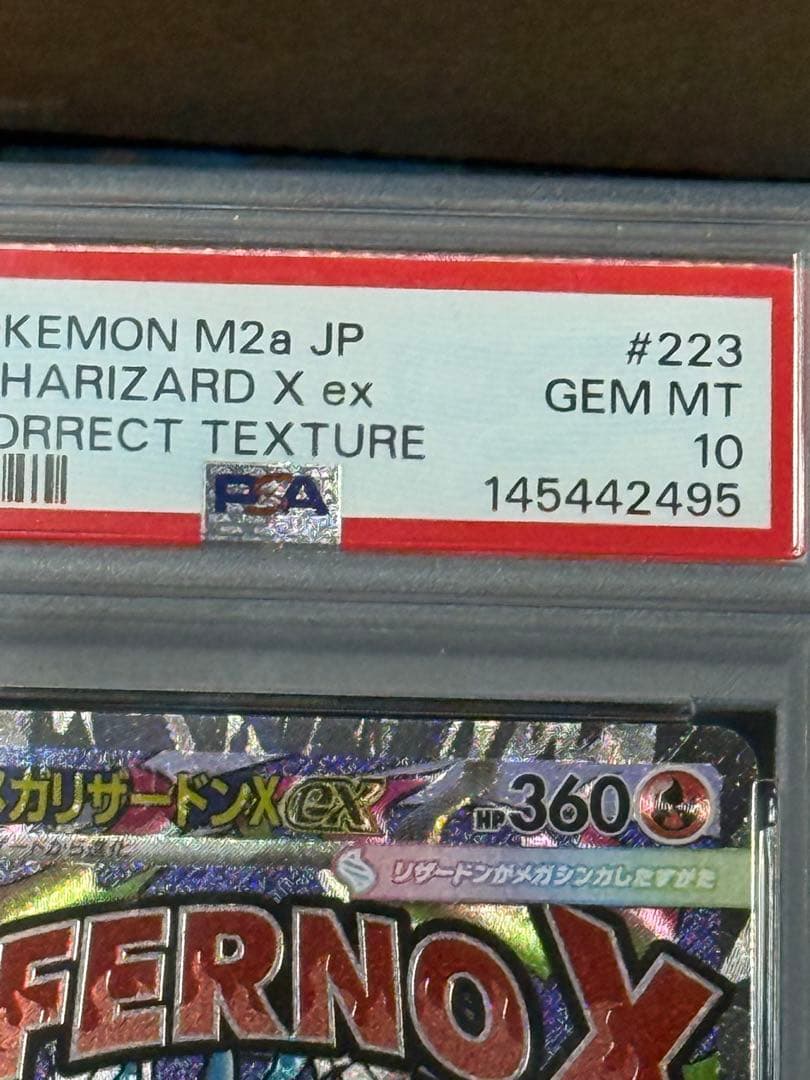 OKEMON M2a JP
#223
HARIZARD X ex
GEM MT
ORRECT TEXTURE
10
PSA
145442495
メガリザードンX ex
HP 360
リザードンがメガシンカしたすがた
FERNO X